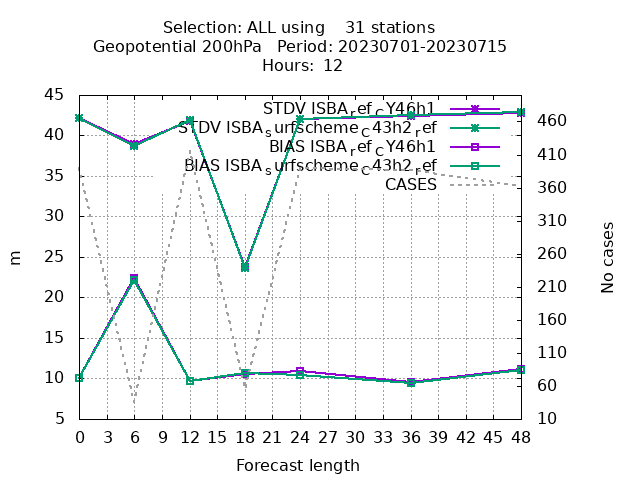 Selection: ALL using    31 stations
Geopotential 200hPa   Period: 20230701-20230715
Hours: 12
STDV ISBA_ref_CY46h1
STDV ISBA_surfscheme_C43h2_ref
BIAS ISBA_ref_CY46h1
BIAS ISBA_surfscheme_C43h2_ref
CASES
45
40
35
30
25
20
15
10
5
m
460
410
360
310
260
210
160
110
60
10
No cases
0 3 6 9 12 15 18 21 24 27 30 33 36 39 42 45 48
Forecast length